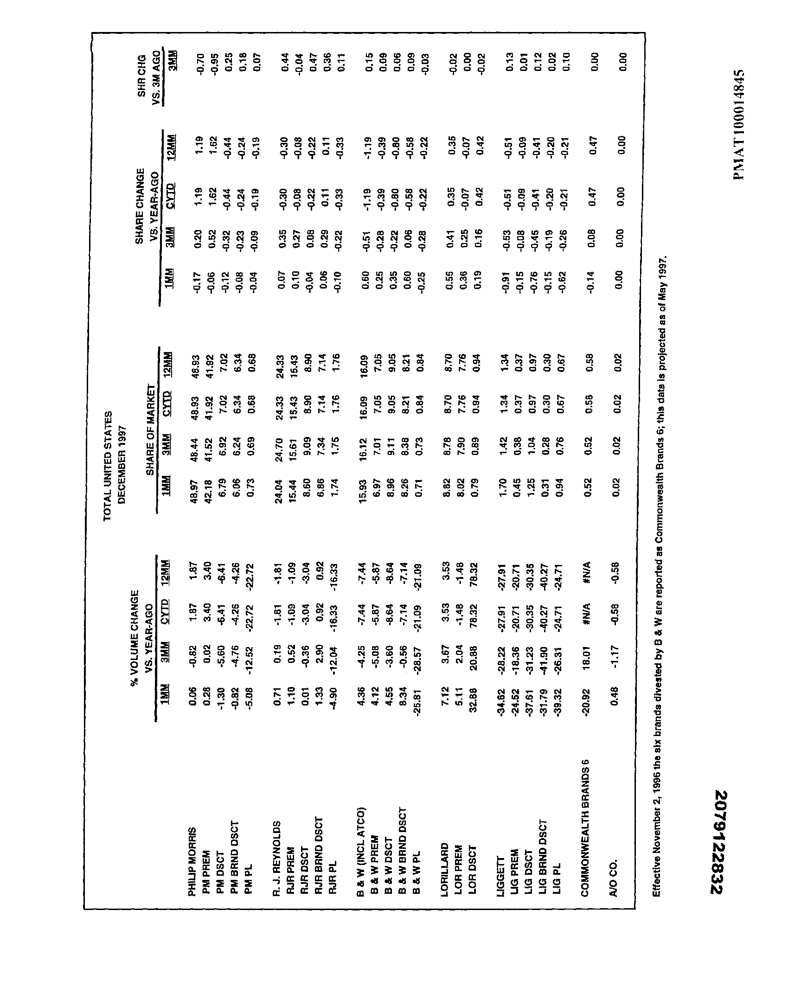 TOTAL UNITED STATES
DECEMBER 1997
% VOLUME CHANGE VS. YEAR-AGO SHARE OF MARKET SHARE CHANGE VS. YEAR-AGO SHR CHG VS. 3M AGO
1MM 3MM CYTD 12MM 1MM 3MM CYTD 12MM 1MM 3MM CYTD 12MM 3MM
PHILIP MORRIS 0.06 -0.82 1.87 1.87 48.97 48.44 48.93 48.93 -0.17 0.20 1.19 1.19 -0.70
PM PREM 0.28 0.02 3.40 3.40 42.18 41.52 41.92 41.92 -0.06 0.52 1.62 1.62 -0.95
PM DSCT -1.30 -5.60 -6.41 -6.41 6.79 6.92 7.02 7.02 -0.12 -0.32 -0.44 -0.44 0.25
PM BRND DSCT -0.82 -4.76 -4.26 -4.26 6.06 6.24 6.34 6.34 -0.08 -0.23 -0.24 -0.24 0.18
PM PL -5.08 -12.52 -22.72 -22.72 0.73 0.69 0.68 0.68 -0.04 -0.09 -0.19 -0.19 0.07
R. J. REYNOLDS 0.71 0.19 -1.81 -1.81 24.04 24.70 24.33 24.33 0.07 0.35 -0.30 -0.30 0.44
RJR PREM 1.10 0.52 -1.09 -1.09 15.44 15.61 15.43 15.43 0.10 0.27 -0.08 -0.08 -0.04
RJR DSCT 0.01 -0.36 -3.04 -3.04 8.60 9.09 8.90 8.90 -0.04 0.08 -0.22 -0.22 0.47
RJR BRND DSCT 1.33 2.90 0.92 0.92 6.86 7.34 7.14 7.14 0.06 0.29 0.11 0.11 0.36
RJR PL -4.90 -12.04 -16.33 -16.33 1.74 1.75 1.76 1.76 -0.10 -0.22 -0.33 -0.33 0.11
B & W (INCL ATCO) 4.36 -4.25 -7.44 -7.44 15.93 16.12 16.09 16.09 0.60 -0.51 -1.19 -1.19 0.15
B & W PREM 4.12 -5.08 -5.87 -5.87 6.97 7.01 7.05 7.05 0.25 -0.28 -0.39 -0.39 0.09
B & W DSCT 4.55 -3.60 -8.64 -8.64 8.96 9.11 9.05 9.05 0.35 -0.22 -0.80 -0.80 0.06
B & W BRND DSCT 8.34 -0.56 -7.14 -7.14 8.26 8.38 8.21 8.21 0.60 0.06 -0.58 -0.58 0.09
B & W PL -25.81 -28.57 -21.09 -21.09 0.71 0.73 0.84 0.84 -0.25 -0.28 -0.22 -0.22 -0.03
LORILLARD 7.12 3.67 3.53 3.53 8.82 8.78 8.70 8.70 0.55 0.41 0.35 0.35 -0.02
LOR PREM 5.11 2.04 -1.48 -1.48 8.02 7.90 7.76 7.76 0.36 0.25 -0.07 -0.07 0.00
LOR DSCT 32.88 20.88 78.32 78.32 0.79 0.89 0.94 0.94 0.19 0.16 0.42 0.42 -0.02
LIGGETT -34.62 -28.22 -27.91 -27.91 1.70 1.42 1.34 1.34 -0.91 -0.53 -0.51 -0.51 0.13
LIG PREM -24.52 -18.36 -20.71 -20.71 0.45 0.38 0.37 0.37 -0.15 -0.08 -0.09 -0.09 0.01
LIG DSCT -37.61 -31.23 -30.35 -30.35 1.25 1.04 0.97 0.97 -0.76 -0.45 -0.41 -0.41 0.12
LIG BRND DSCT -31.79 -41.90 -40.27 -40.27 0.31 0.28 0.30 0.30 -0.15 -0.19 -0.20 -0.20 0.02
LIG PL -39.32 -26.31 -24.71 -24.71 0.94 0.76 0.67 0.67 -0.62 -0.26 -0.21 -0.21 0.10
COMMONWEALTH BRANDS 6 -20.92 18.01 #N/A #N/A 0.52 0.52 0.58 0.58 -0.14 0.08 0.47 0.47 0.00
A/O CO. 0.48 -1.17 -0.58 -0.58 0.02 0.02 0.02 0.02 0.00 0.00 0.00 0.00 0.00
Effective November 2, 1996 the six brands divested by B & W are reported as Commonwealth Brands 6; this data is projected as of May 1997.
2079122832
PMAT100014845